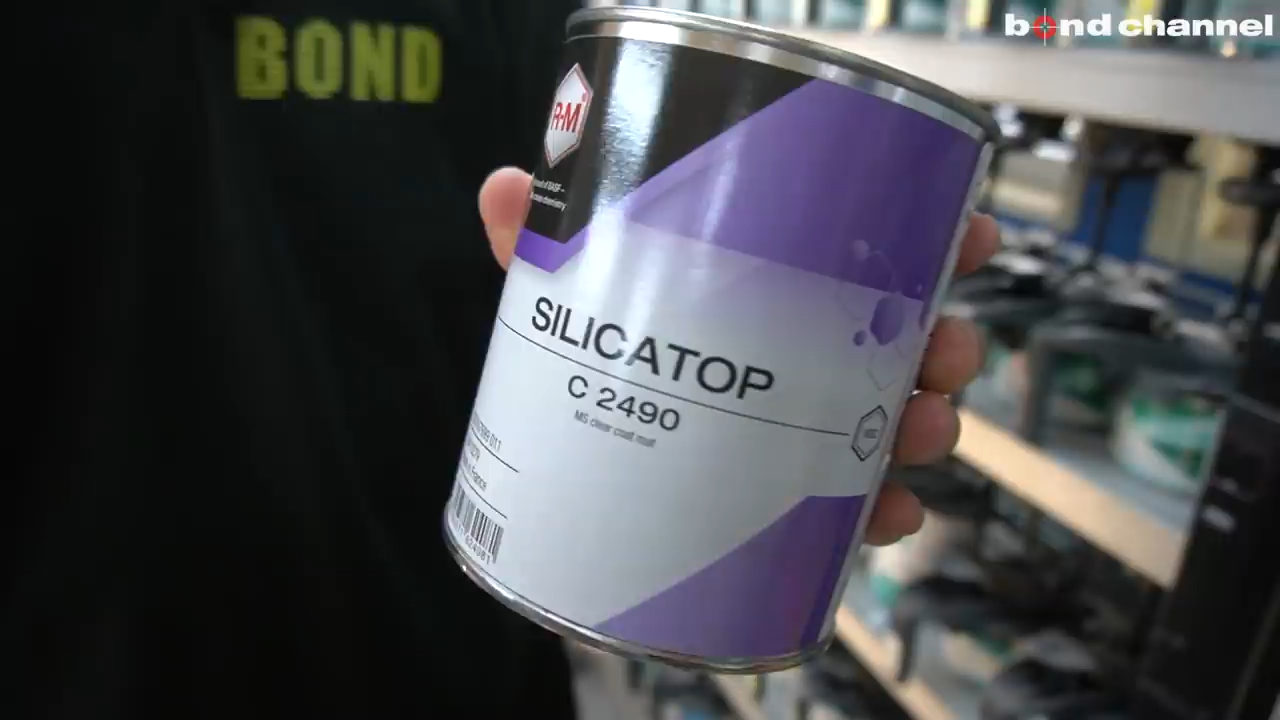 bond channel
BOND
R-M
SILICATOP
C 2490
MS clear coat mat